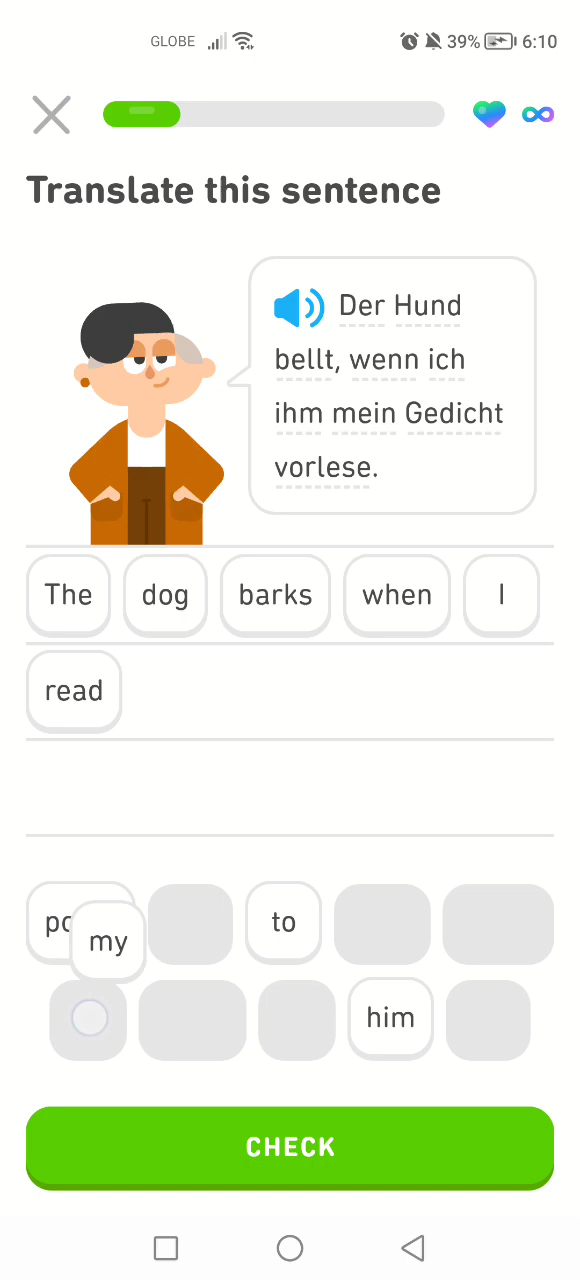 GLOBE 39% 6:10
Translate this sentence
Der Hund
bellt, wenn ich
ihm mein Gedicht
vorlese.
The dog barks when I
read
my to
him
CHECK